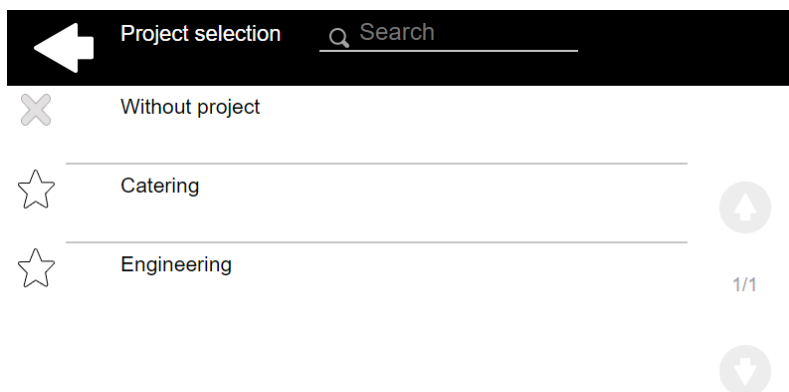 Project selection
Search
Without project
Catering
Engineering
1/1